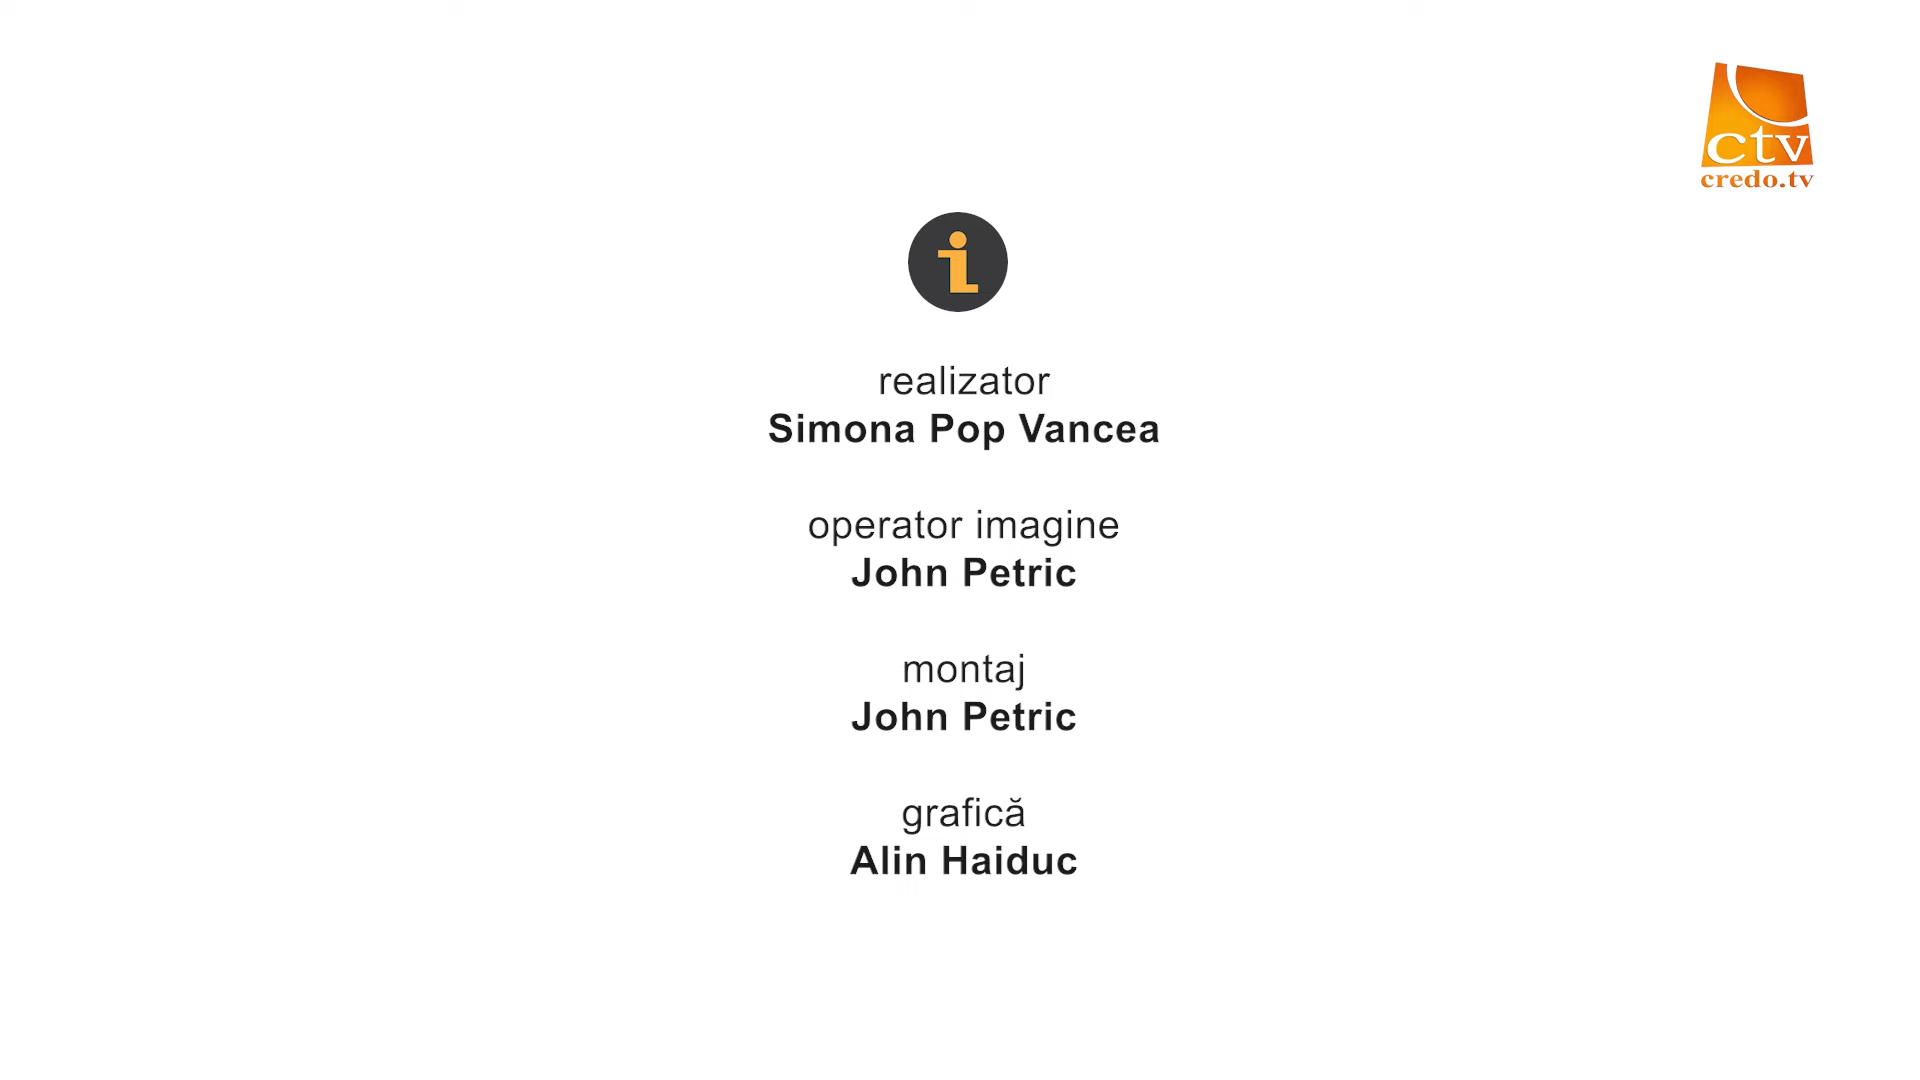 ctv
credo.tv
i
realizator
Simona Pop Vancea
operator imagine
John Petric
montaj
John Petric
grafică
Alin Haiduc